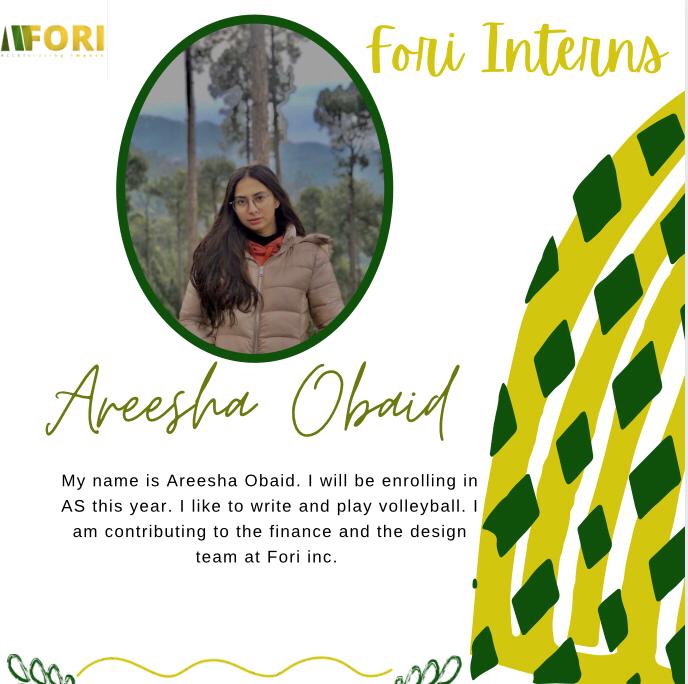 FORI
accelerating impact
Fori Interns
Areesha Obaid
My name is Areesha Obaid. I will be enrolling in
AS this year. I like to write and play volleyball. I
am contributing to the finance and the design
team at Fori inc.